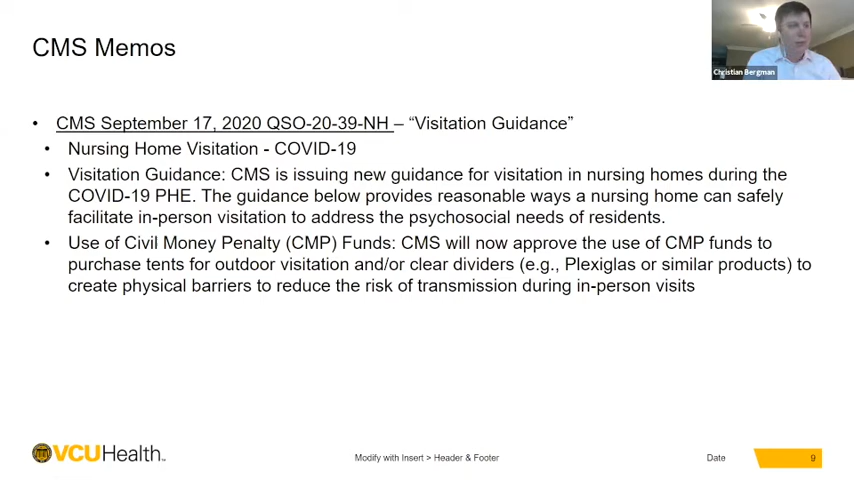 CMS Memos
Christian Bergman
• CMS September 17, 2020 QSO-20-39-NH – “Visitation Guidance”
• Nursing Home Visitation - COVID-19
• Visitation Guidance: CMS is issuing new guidance for visitation in nursing homes during the
COVID-19 PHE. The guidance below provides reasonable ways a nursing home can safely
facilitate in-person visitation to address the psychosocial needs of residents.
• Use of Civil Money Penalty (CMP) Funds: CMS will now approve the use of CMP funds to
purchase tents for outdoor visitation and/or clear dividers (e.g., Plexiglas or similar products) to
create physical barriers to reduce the risk of transmission during in-person visits
VCUHealth™
Modify with Insert > Header & Footer
Date
9